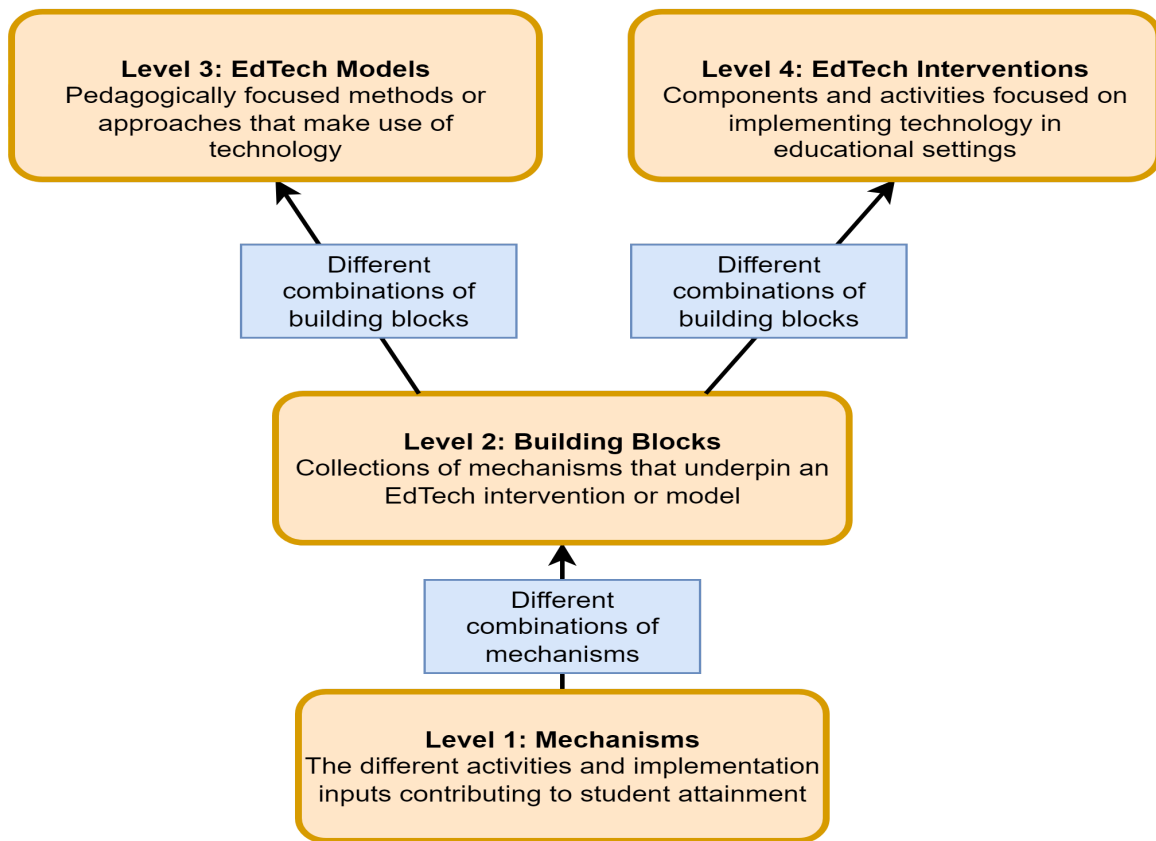 Level 3: EdTech Models
Pedagogically focused methods or
approaches that make use of
technology
Level 4: EdTech Interventions
Components and activities focused on
implementing technology in
educational settings
Different
combinations of
building blocks
Different
combinations of
building blocks
Level 2: Building Blocks
Collections of mechanisms that underpin an
EdTech intervention or model
Different
combinations of
mechanisms
Level 1: Mechanisms
The different activities and implementation
inputs contributing to student attainment